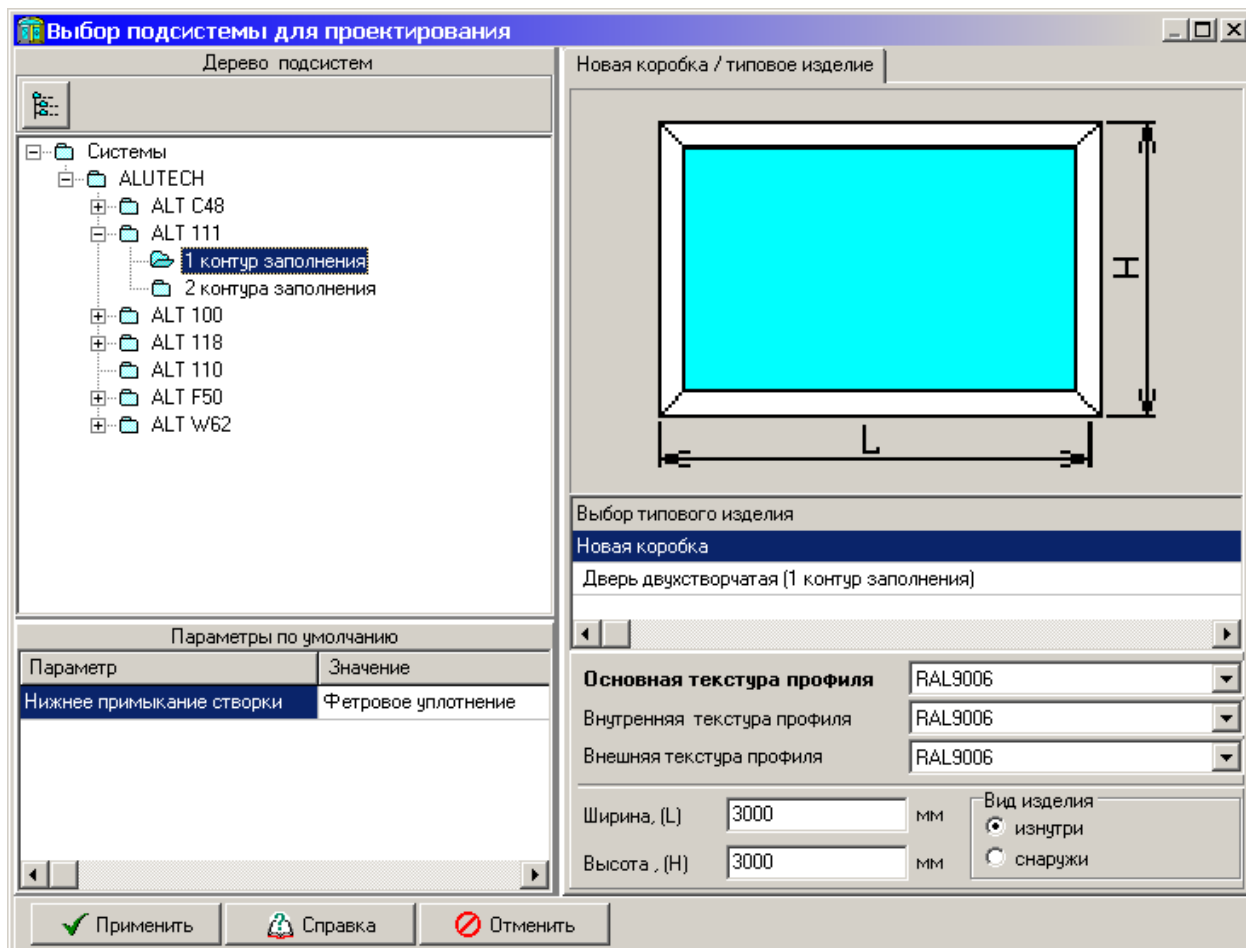 Выбор подсистемы для проектирования
Дерево подсистем
Системы
ALUTECH
ALT C48
ALT 111
1 контур заполнения
2 контура заполнения
ALT 100
ALT 118
ALT 110
ALT F50
ALT W62
Параметры по умолчанию
Параметр Значение
Нижнее примыкание створки Фетровое уплотнение
Новая коробка / типовое изделие
H
L
Выбор типового изделия
Новая коробка
Дверь двухстворчатая (1 контур заполнения)
Основная текстура профиля RAL9006
Внутренняя текстура профиля RAL9006
Внешняя текстура профиля RAL9006
Ширина, (L) 3000 мм
Высота , (H) 3000 мм
Вид изделия
изнутри
снаружи
Применить Справка Отменить